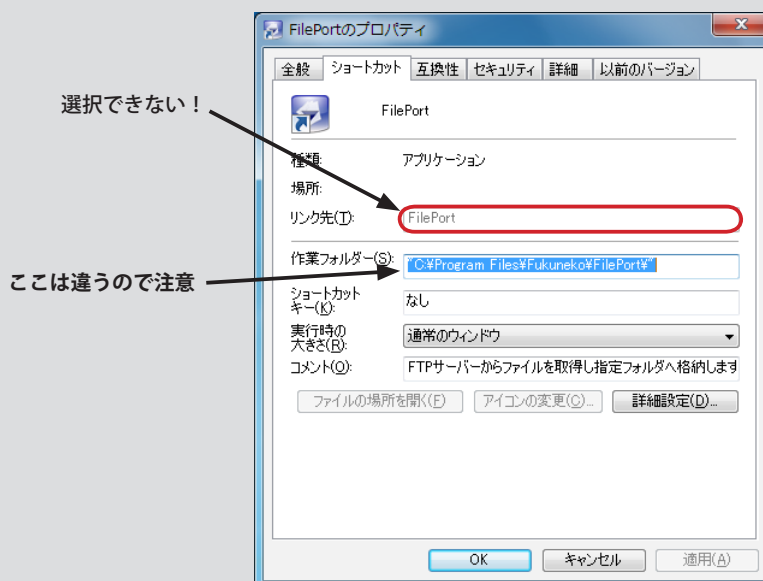 FilePortのプロパティ
全般 ショートカット 互換性 セキュリティ 詳細 以前のバージョン
選択できない！
FilePort
種類: アプリケーション
場所:
リンク先(T): FilePort
作業フォルダー(S): "C:¥Program Files¥Fukuneko¥FilePort¥"
ここは違うので注意
ショートカット
キー(K): なし
実行時の
大きさ(R): 通常のウィンドウ
コメント(O): FTPサーバーからファイルを取得し指定フォルダへ格納します
ファイルの場所を開く(F) アイコンの変更(C)... 詳細設定(D)...
OK キャンセル 適用(A)